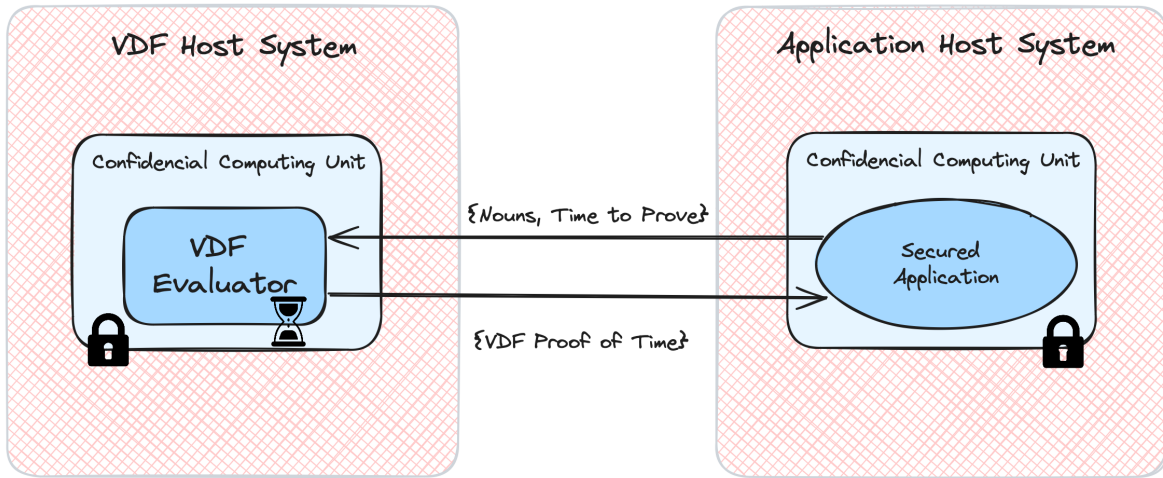 VDF Host System
Application Host System
Confidencial Computing Unit
Confidencial Computing Unit
{Nouns, Time to Prove}
VDF
Evaluator
Secured
Application
{VDF Proof of Time}